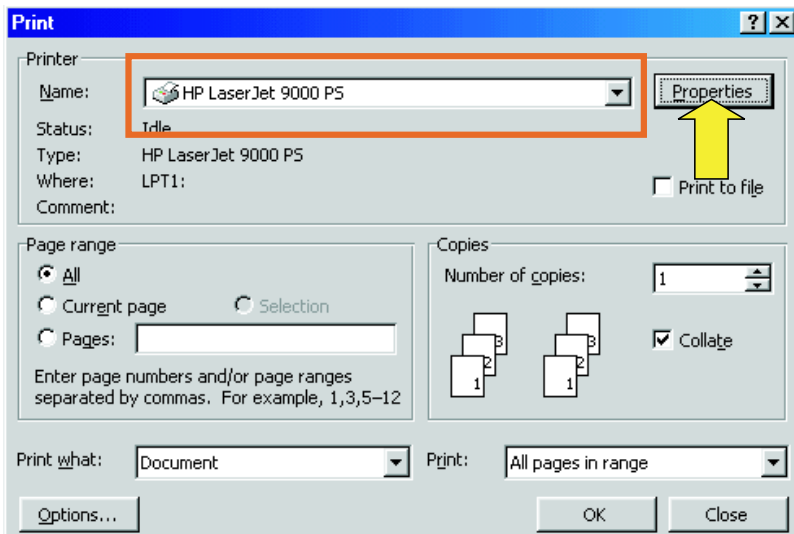 Print
Printer
Name: HP LaserJet 9000 PS Properties
Status: Idle
Type: HP LaserJet 9000 PS
Where: LPT1: Print to file
Comment:
Page range
All
Current page Selection
Pages:
Enter page numbers and/or page ranges
separated by commas. For example, 1,3,5–12
Copies
Number of copies: 1
3 3
2 2
1 1
Collate
Print what: Document Print: All pages in range
Options... OK Close